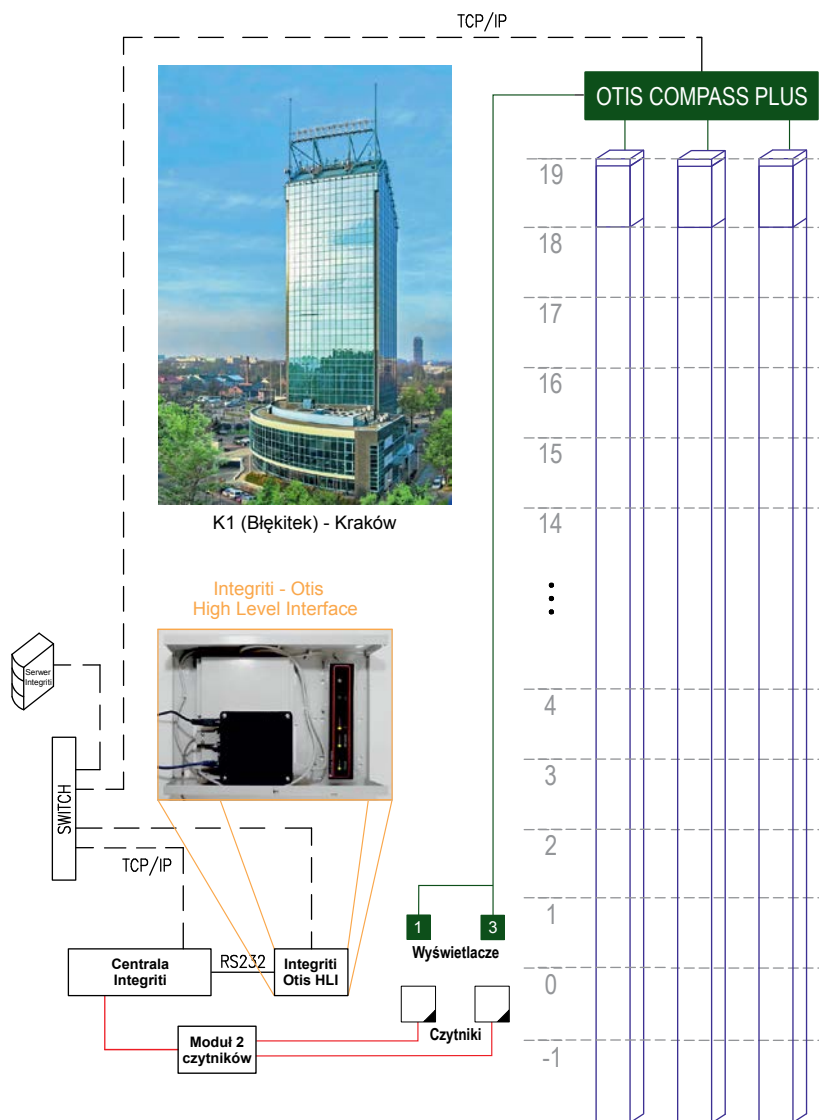 TCP/IP
OTIS COMPASS PLUS
19
18
17
16
15
14
K1 (Błękitek) - Kraków
Integriti - Otis
High Level Interface
Serwer
Integriti
4
3
2
1
0
-1
SWITCH
TCP/IP
1
3
Wyświetlacze
Centrala
Integriti
RS232
Integriti
Otis HLI
Czytniki
Moduł 2
czytników